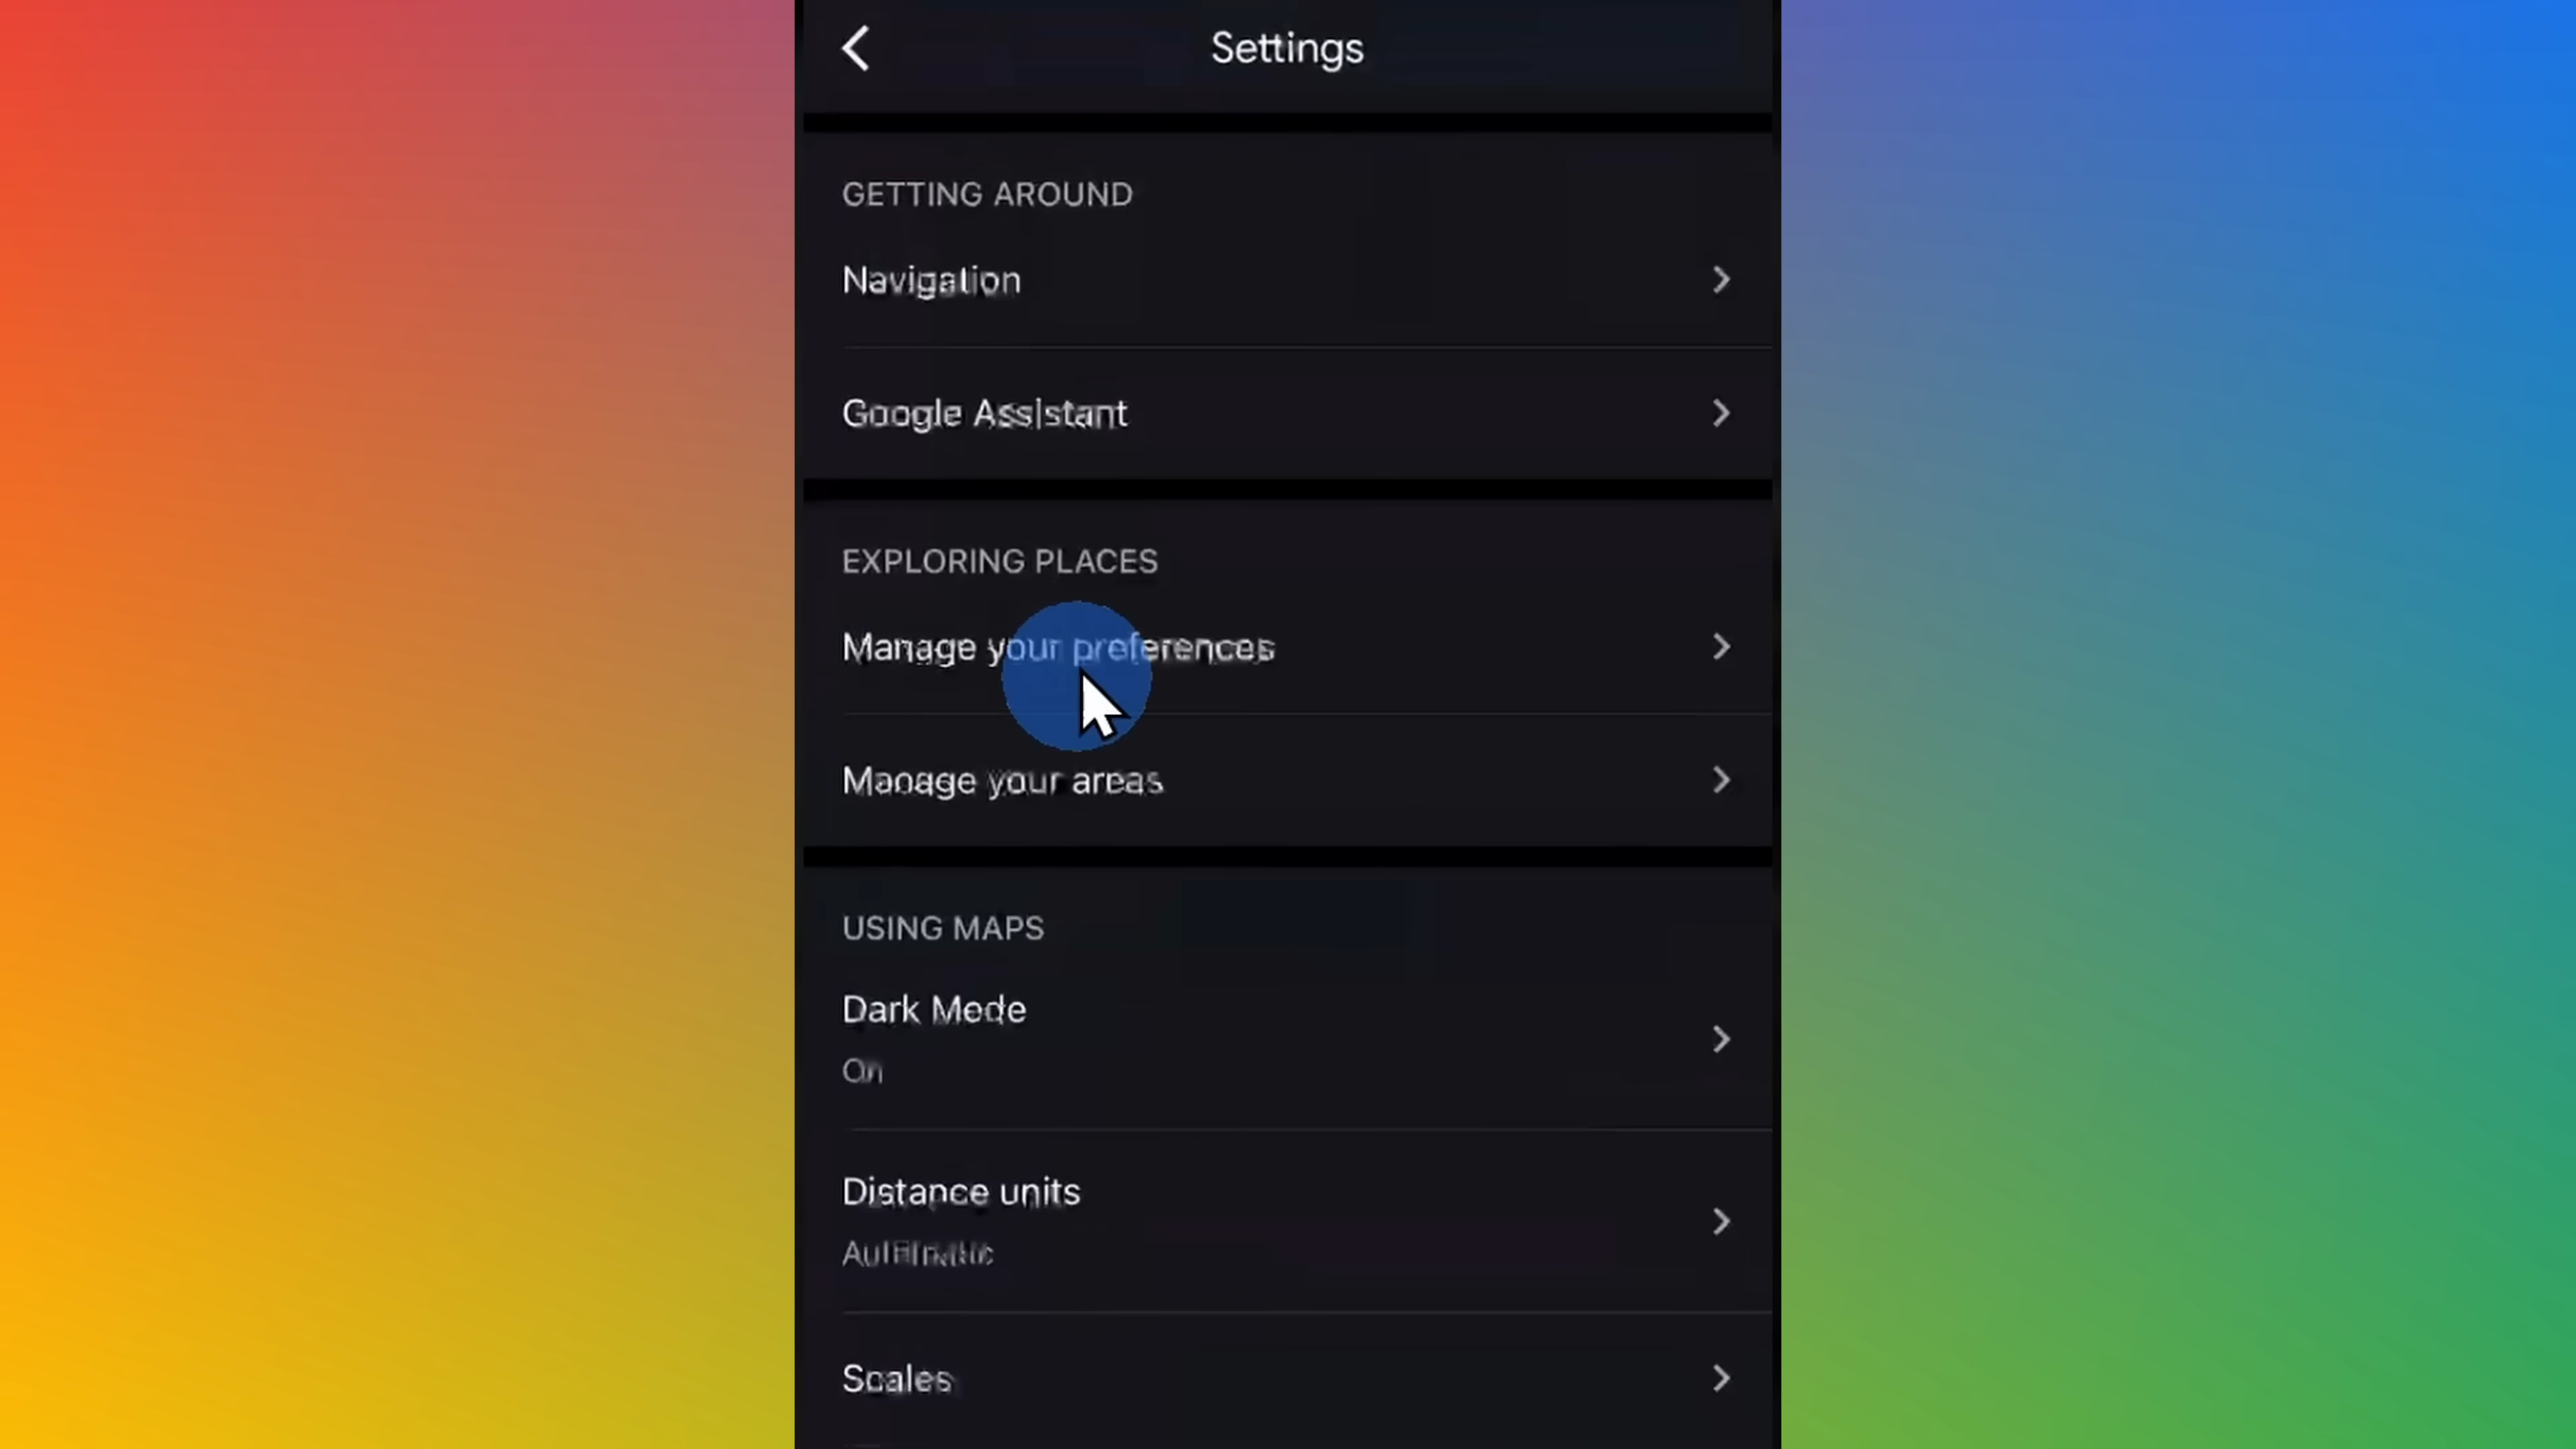 Settings
GETTING AROUND
Navigation
Google Assistant
EXPLORING PLACES
Manage your preferences
Manage your areas
USING MAPS
Dark Mode
On
Distance units
Automatic
Scales